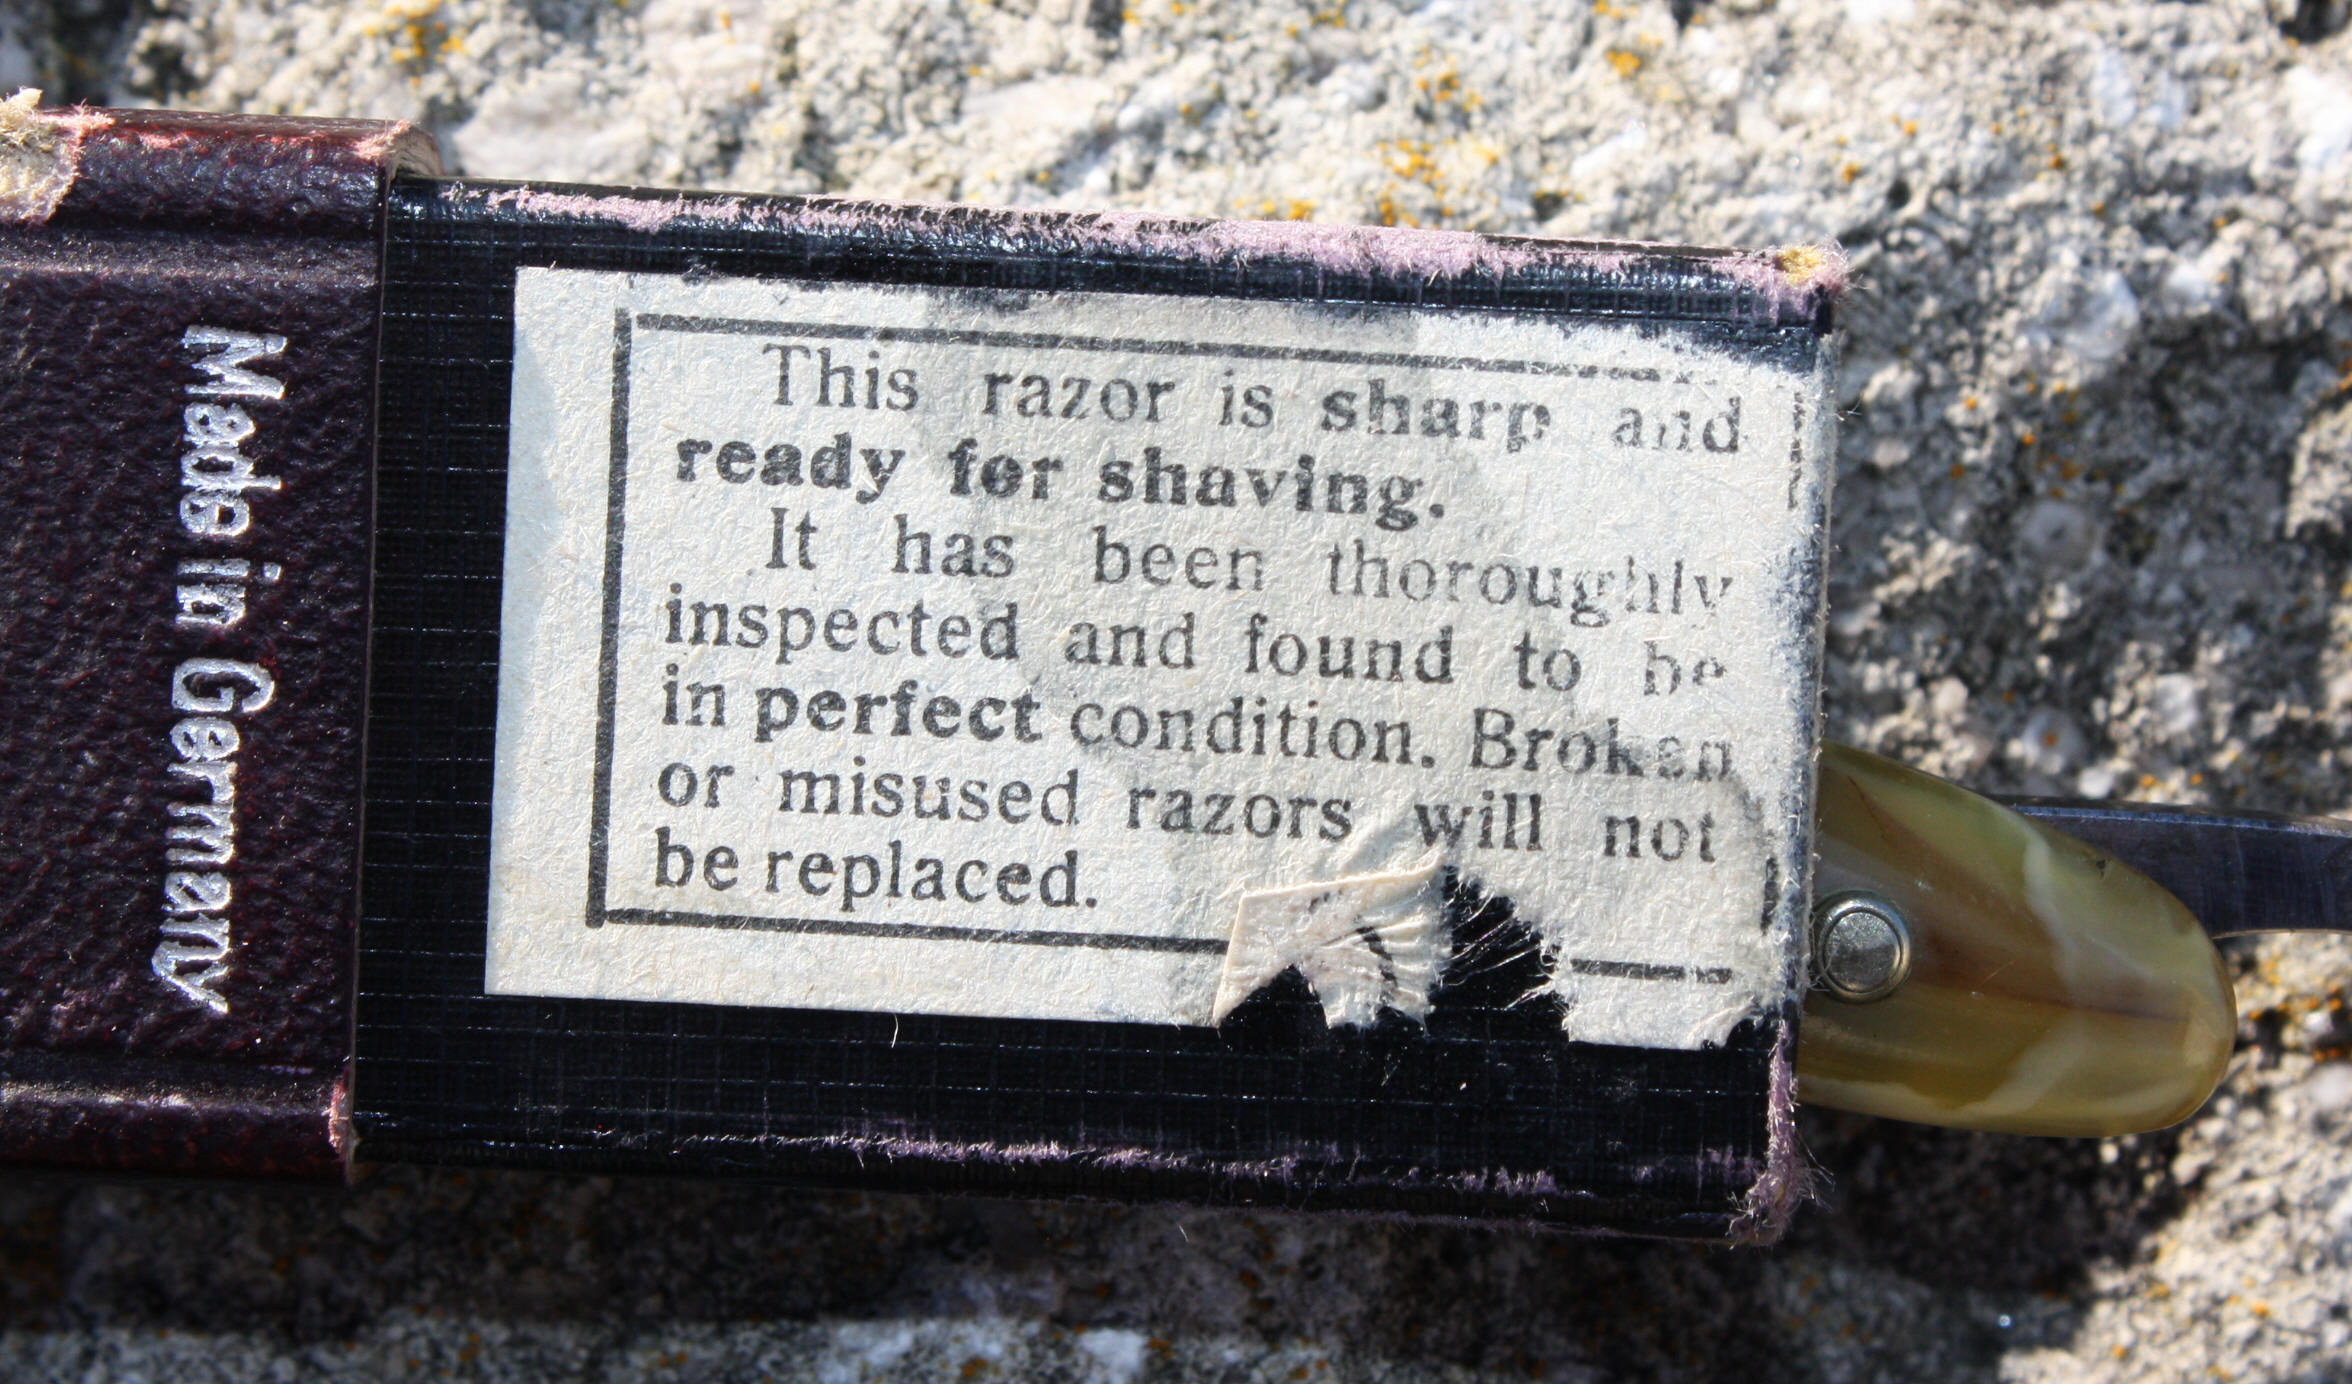 Made in Germany
This razor is sharp and
ready for shaving.
It has been thoroughly
inspected and found to be
in perfect condition. Broken
or misused razors will not
be replaced.